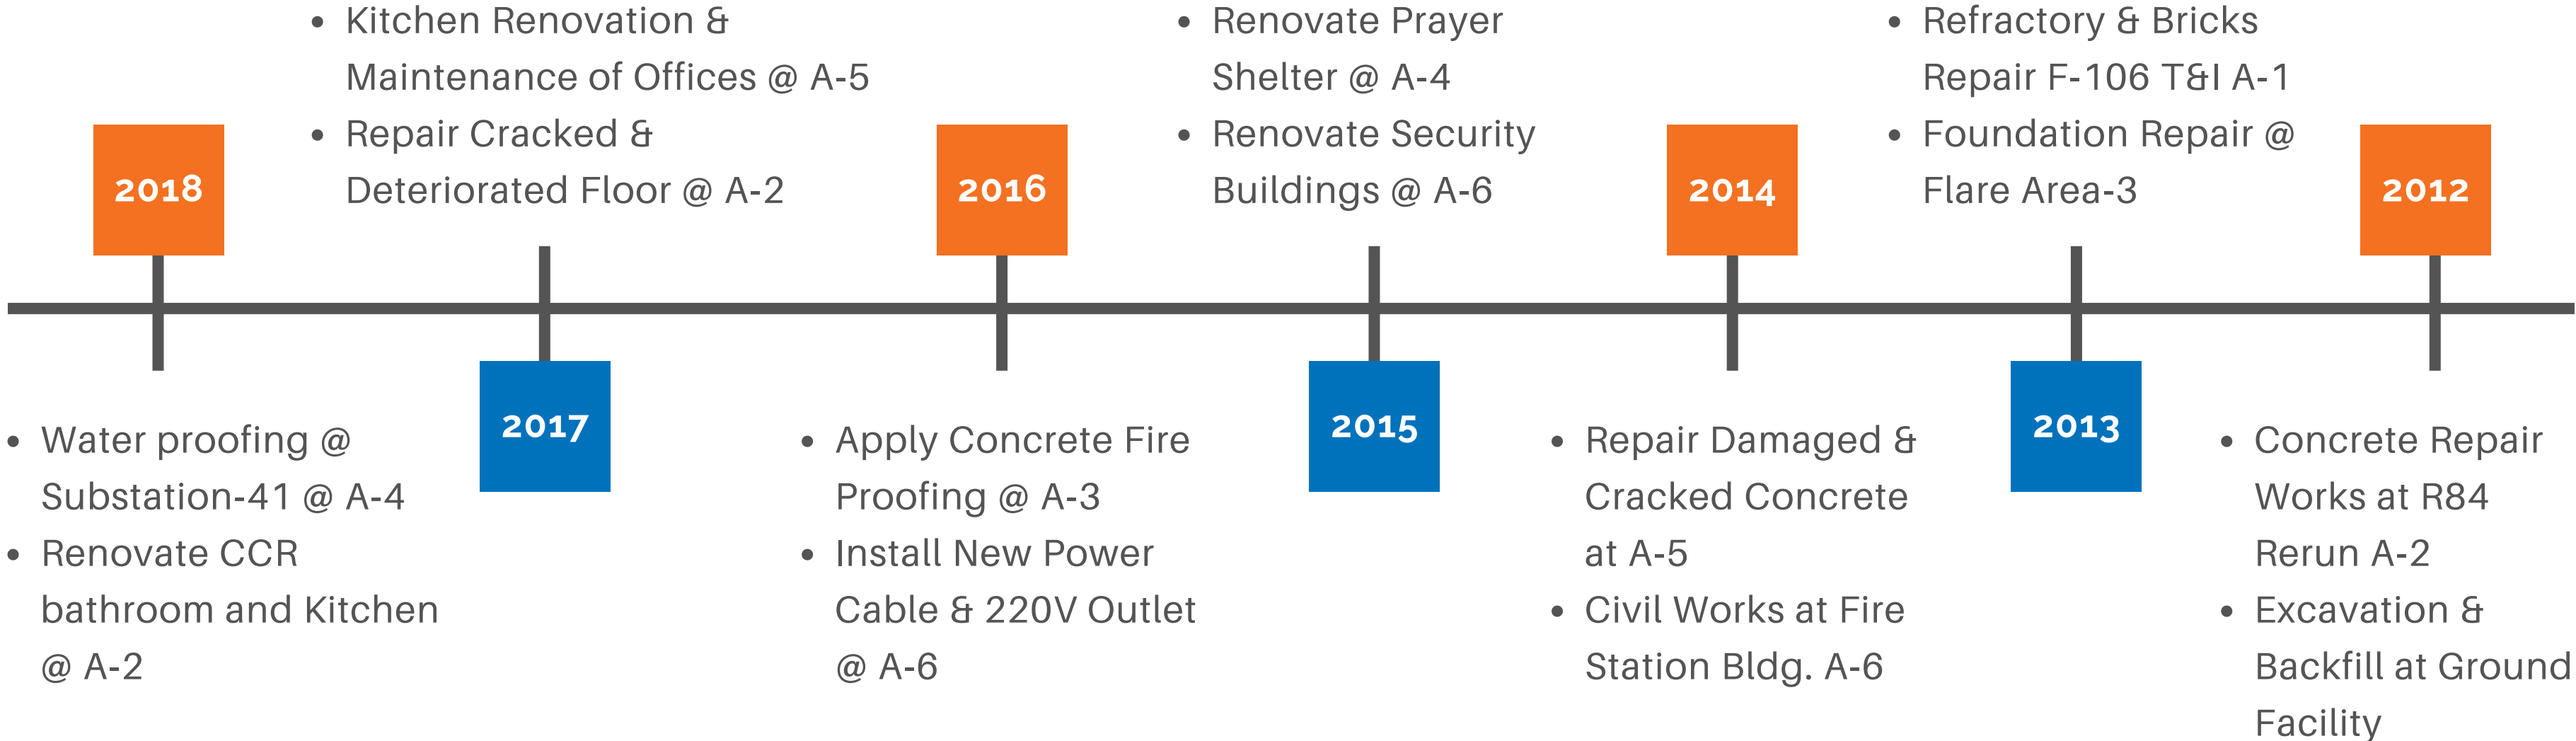 2018
• Water proofing @
Substation-41 @ A-4
• Renovate CCR
bathroom and Kitchen
@ A-2
• Kitchen Renovation &
Maintenance of Offices @ A-5
• Repair Cracked &
Deteriorated Floor @ A-2
2017
2016
• Apply Concrete Fire
Proofing @ A-3
• Install New Power
Cable & 220V Outlet
@ A-6
• Renovate Prayer
Shelter @ A-4
• Renovate Security
Buildings @ A-6
2015
2014
• Repair Damaged &
Cracked Concrete
at A-5
• Civil Works at Fire
Station Bldg. A-6
• Refractory & Bricks
Repair F-106 T&I A-1
• Foundation Repair @
Flare Area-3
2013
2012
• Concrete Repair
Works at R84
Rerun A-2
• Excavation &
Backfill at Ground
Facility